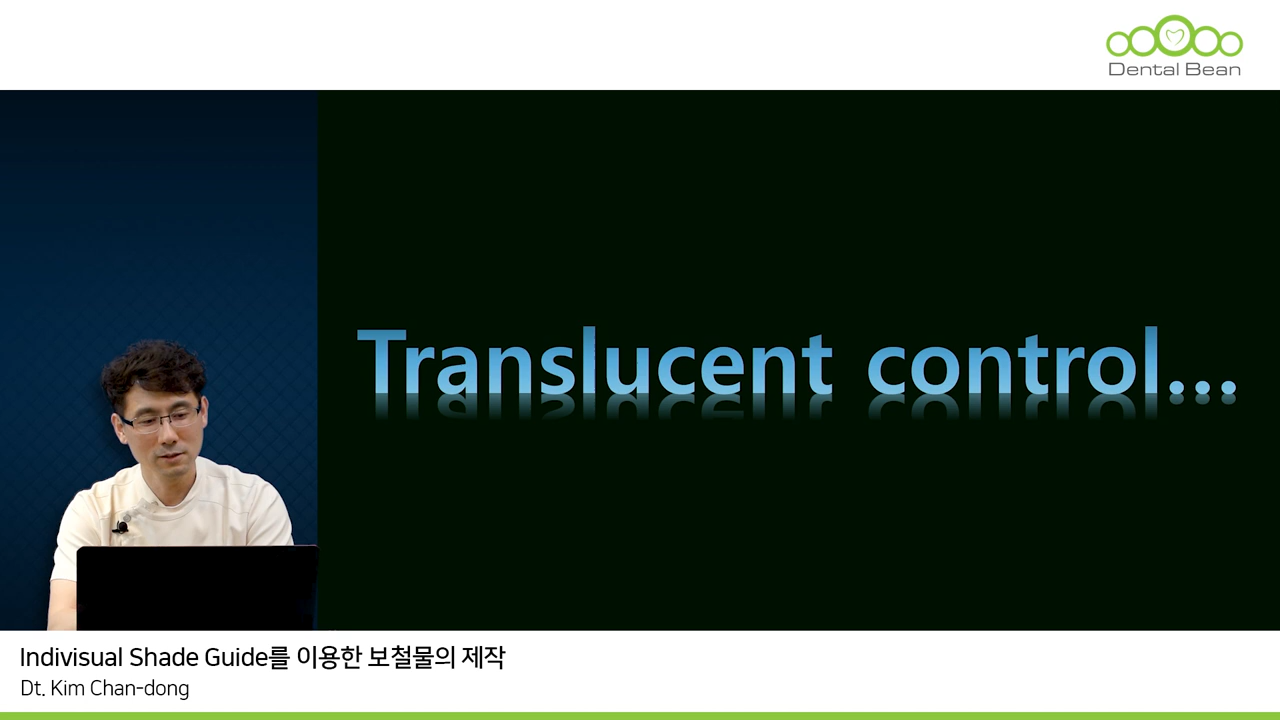 Dental Bean
Translucent control...
Indivisual Shade Guide를 이용한 보철물의 제작
Dt. Kim Chan-dong